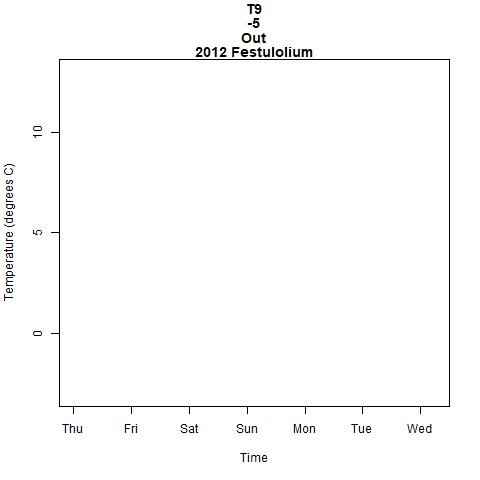 T9
-5
Out
2012 Festulolium
10
5
0
Temperature (degrees C)
Thu Fri Sat Sun Mon Tue Wed
Time